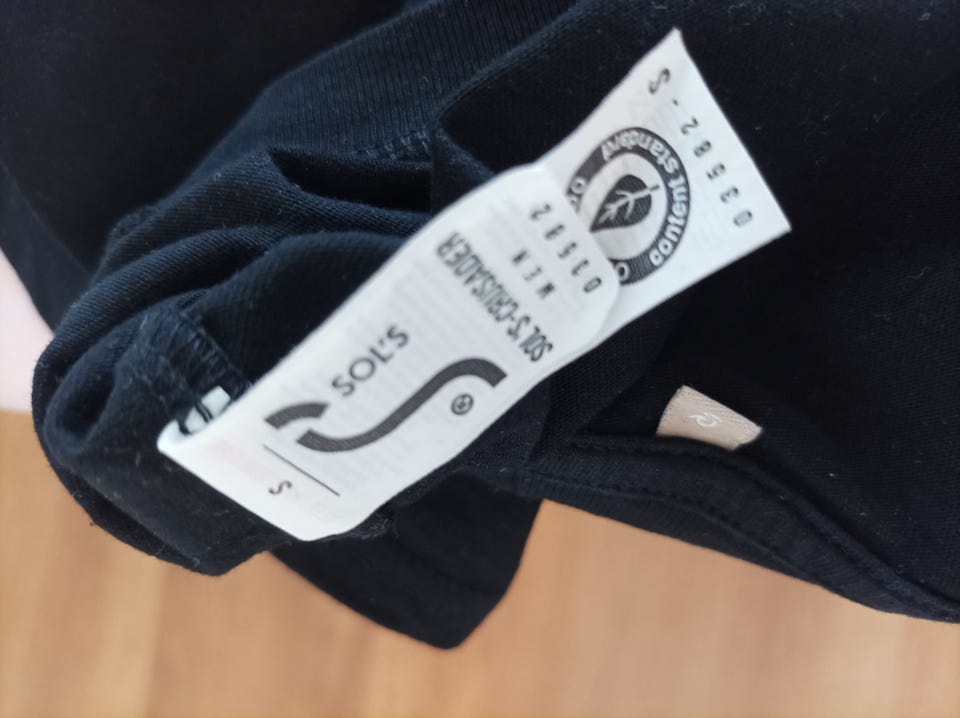 SOL'S
®
S
SOL'S-CRUSADER
MEN
03582
content standard
03582-S